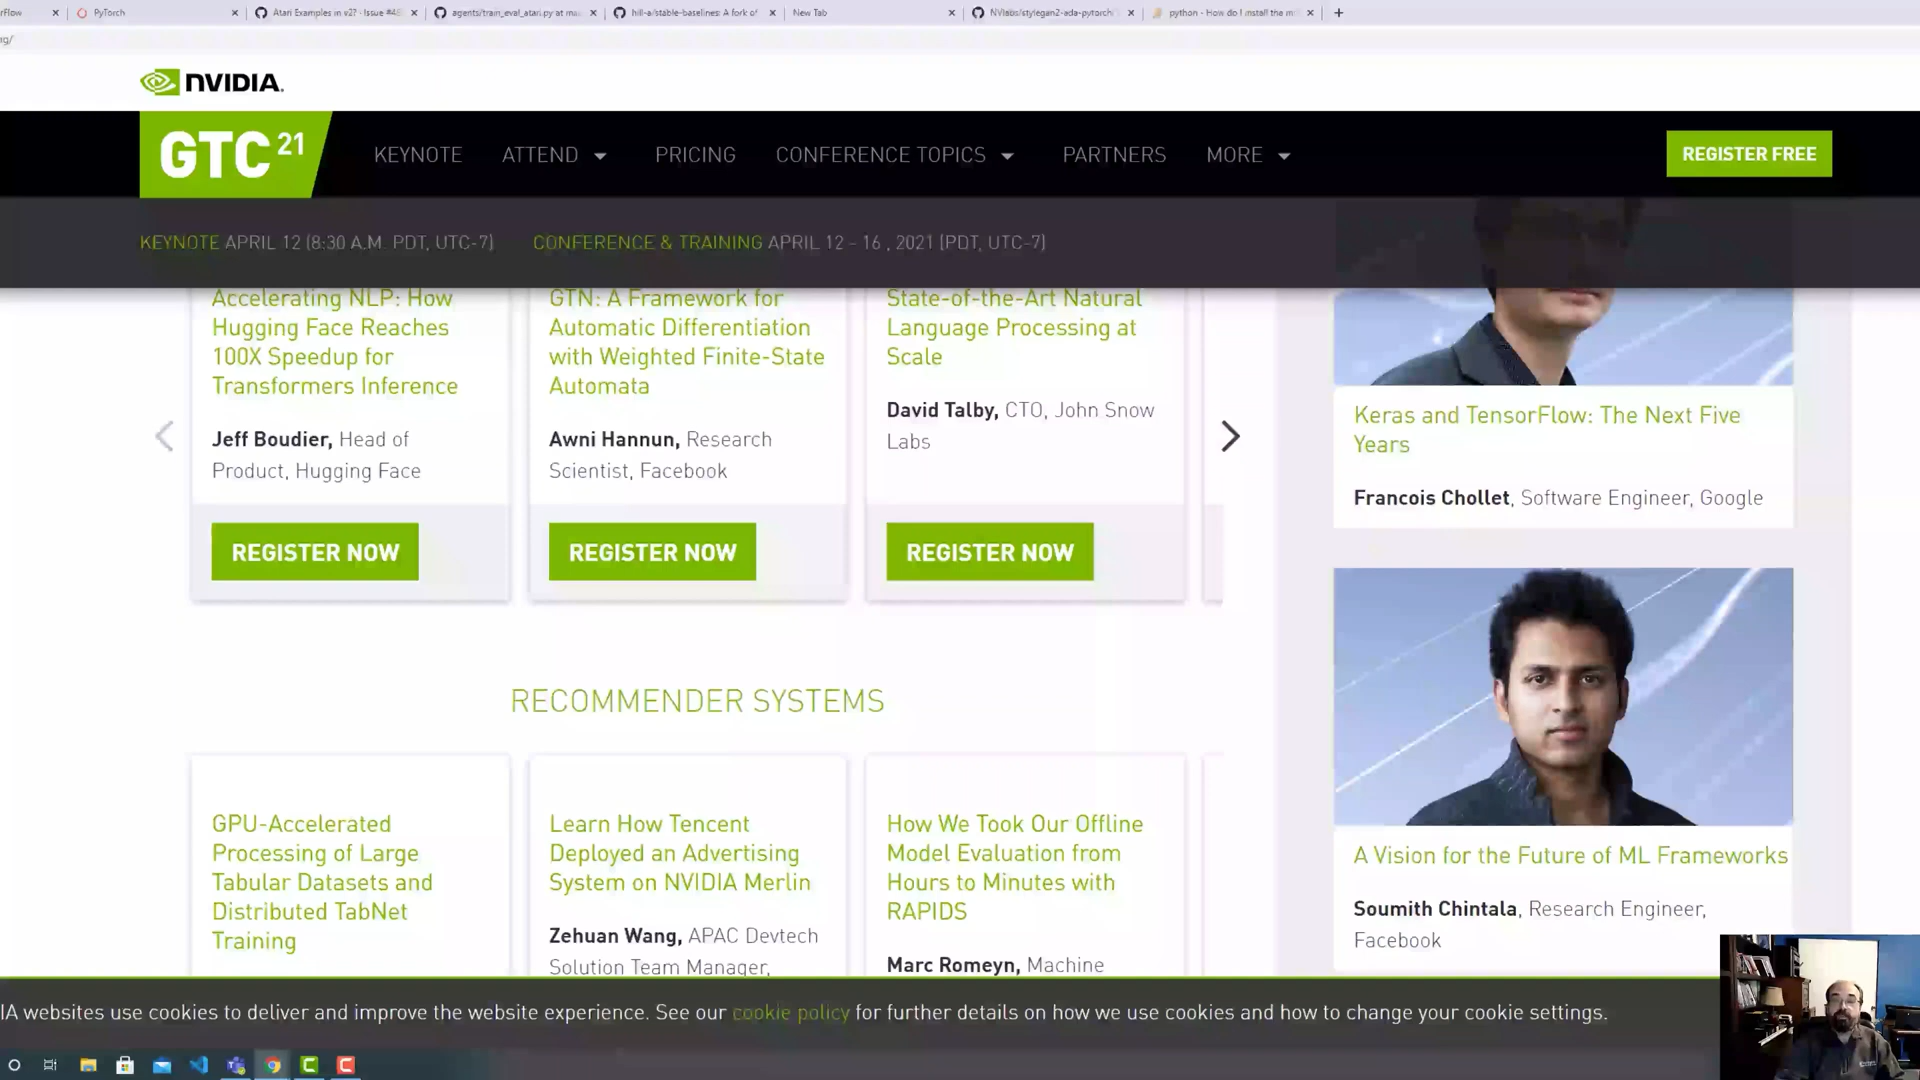 rFlow
PyTorch
Atari Examples in v2? · Issue #46
agents/train_eval_atari.py at ma
hill-a/stable-baselines: A fork of
New Tab
NVlabs/stylegan2-ada-pytorch:
python - How do I install the m
rg/
NVIDIA.
GTC 21
KEYNOTE
ATTEND
PRICING
CONFERENCE TOPICS
PARTNERS
MORE
REGISTER FREE
KEYNOTE APRIL 12 (8:30 A.M. PDT, UTC-7)
CONFERENCE & TRAINING APRIL 12 - 16 , 2021 [PDT, UTC-7)
Accelerating NLP: How
Hugging Face Reaches
100X Speedup for
Transformers Inference
Jeff Boudier, Head of
Product, Hugging Face
REGISTER NOW
GTN: A Framework for
Automatic Differentiation
with Weighted Finite-State
Automata
Awni Hannun, Research
Scientist, Facebook
REGISTER NOW
State-of-the-Art Natural
Language Processing at
Scale
David Talby, CTO, John Snow
Labs
REGISTER NOW
Keras and TensorFlow: The Next Five
Years
Francois Chollet, Software Engineer, Google
RECOMMENDER SYSTEMS
GPU-Accelerated
Processing of Large
Tabular Datasets and
Distributed TabNet
Training
Learn How Tencent
Deployed an Advertising
System on NVIDIA Merlin
Zehuan Wang, APAC Devtech
Solution Team Manager,
How We Took Our Offline
Model Evaluation from
Hours to Minutes with
RAPIDS
Marc Romeyn, Machine
A Vision for the Future of ML Frameworks
Soumith Chintala, Research Engineer,
Facebook
IA websites use cookies to deliver and improve the website experience. See our cookie policy for further details on how we use cookies and how to change your cookie settings.